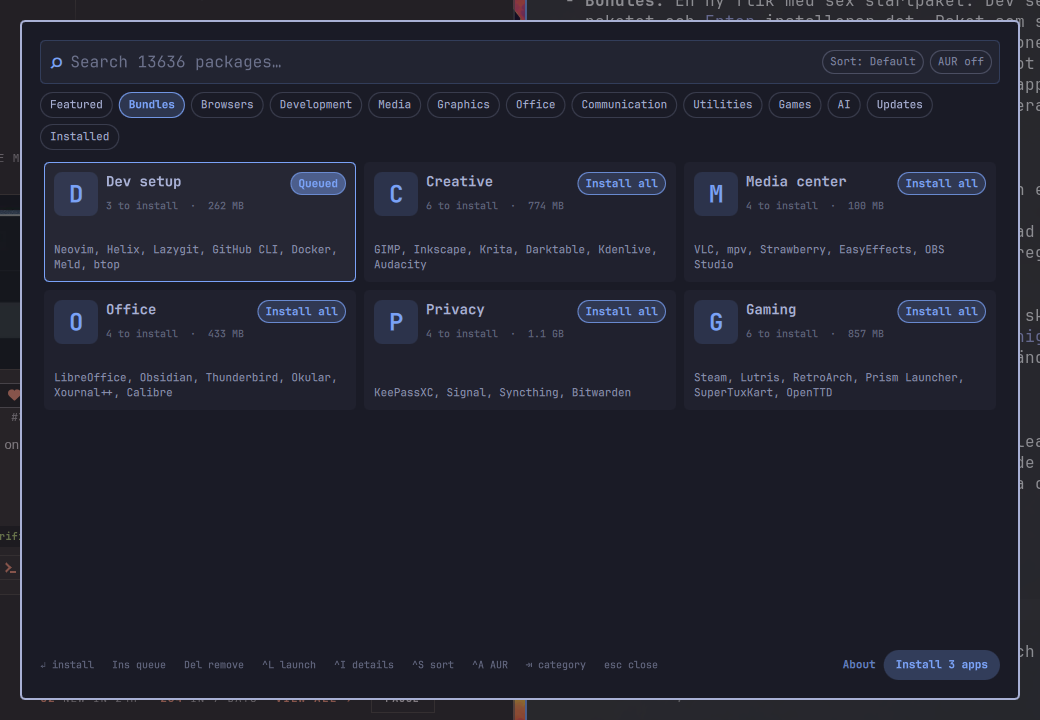 Search 13636 packages…
Sort: Default
AUR off
Featured
Bundles
Browsers
Development
Media
Graphics
Office
Communication
Utilities
Games
AI
Updates
Installed
D
Dev setup
Queued
3 to install · 262 MB
Neovim, Helix, Lazygit, GitHub CLI, Docker,
Meld, btop
C
Creative
Install all
6 to install · 774 MB
GIMP, Inkscape, Krita, Darktable, Kdenlive,
Audacity
M
Media center
Install all
4 to install · 100 MB
VLC, mpv, Strawberry, EasyEffects, OBS
Studio
O
Office
Install all
4 to install · 433 MB
LibreOffice, Obsidian, Thunderbird, Okular,
Xournal++, Calibre
P
Privacy
Install all
4 to install · 1.1 GB
KeePassXC, Signal, Syncthing, Bitwarden
G
Gaming
Install all
6 to install · 857 MB
Steam, Lutris, RetroArch, Prism Launcher,
SuperTuxKart, OpenTTD
↲ install Ins queue Del remove ^L launch ^I details ^S sort ^A AUR ⇥ category esc close
About
Install 3 apps